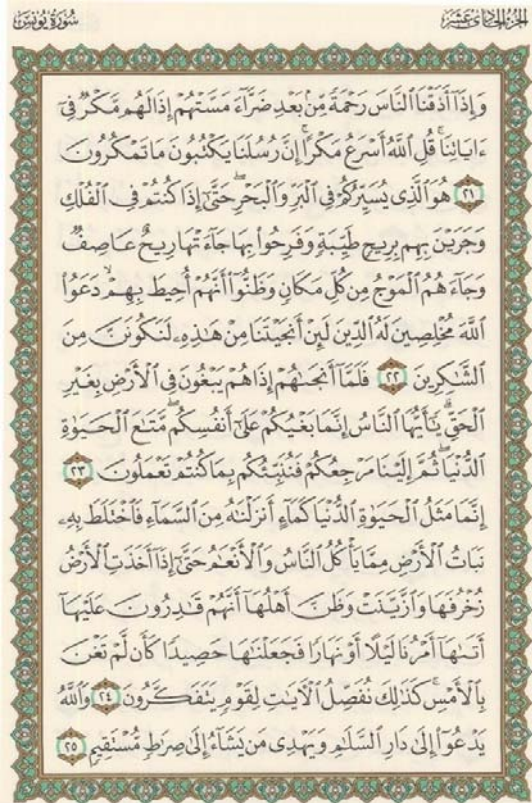 الجزء الحادى عشر
سورة يونس
وَإِذَآ أَذَقْنَا ٱلنَّاسَ رَحْمَةً مِّنۢ بَعْدِ ضَرَّآءَ مَسَّتْهُمْ إِذَا لَهُم مَّكْرٌ فِىٓ
ءَايَاتِنَا ۚ قُلِ ٱللَّهُ أَسْرَعُ مَكْرًا ۚ إِنَّ رُسُلَنَا يَكْتُبُونَ مَا تَمْكُرُونَ
٢١ هُوَ ٱلَّذِى يُسَيِّرُكُمْ فِى ٱلْبَرِّ وَٱلْبَحْرِ ۖ حَتَّىٰٓ إِذَا كُنتُمْ فِى ٱلْفُلْكِ
وَجَرَيْنَ بِهِم بِرِيحٍ طَيِّبَةٍ وَفَرِحُوا۟ بِهَا جَآءَتْهَا رِيحٌ عَاصِفٌ
وَجَآءَهُمُ ٱلْمَوْجُ مِن كُلِّ مَكَانٍ وَظَنُّوٓا۟ أَنَّهُمْ أُحِيطَ بِهِمْ ۙ دَعَوُا۟
ٱللَّهَ مُخْلِصِينَ لَهُ ٱلدِّينَ لَئِنْ أَنجَيْتَنَا مِنْ هَٰذِهِۦ لَنَكُونَنَّ مِنَ
ٱلشَّٰكِرِينَ ٢٢ فَلَمَّآ أَنجَىٰهُمْ إِذَا هُمْ يَبْغُونَ فِى ٱلْأَرْضِ بِغَيْرِ
ٱلْحَقِّ ۗ يَٰٓأَيُّهَا ٱلنَّاسُ إِنَّمَا بَغْيُكُمْ عَلَىٰٓ أَنفُسِكُم ۖ مَّتَٰعَ ٱلْحَيَوٰةِ
ٱلدُّنْيَا ۖ ثُمَّ إِلَيْنَا مَرْجِعُكُمْ فَنُنَبِّئُكُم بِمَا كُنتُمْ تَعْمَلُونَ ٢٣
إِنَّمَا مَثَلُ ٱلْحَيَوٰةِ ٱلدُّنْيَا كَمَآءٍ أَنزَلْنَٰهُ مِنَ ٱلسَّمَآءِ فَٱخْتَلَطَ بِهِۦ
نَبَاتُ ٱلْأَرْضِ مِمَّا يَأْكُلُ ٱلنَّاسُ وَٱلْأَنْعَٰمُ حَتَّىٰٓ إِذَآ أَخَذَتِ ٱلْأَرْضُ
زُخْرُفَهَا وَٱزَّيَّنَتْ وَظَنَّ أَهْلُهَآ أَنَّهُمْ قَٰدِرُونَ عَلَيْهَآ
أَتَىٰهَآ أَمْرُنَا لَيْلًا أَوْ نَهَارًا فَجَعَلْنَٰهَا حَصِيدًا كَأَن لَّمْ تَغْنَ
بِٱلْأَمْسِ ۚ كَذَٰلِكَ نُفَصِّلُ ٱلْءَايَٰتِ لِقَوْمٍ يَتَفَكَّرُونَ ٢٤ وَٱللَّهُ
يَدْعُوٓا۟ إِلَىٰ دَارِ ٱلسَّلَٰمِ وَيَهْدِى مَن يَشَآءُ إِلَىٰ صِرَٰطٍ مُّسْتَقِيمٍ ٢٥